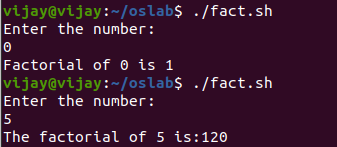 vijay@vijay:~/oslab$ ./fact.sh
Enter the number:
0
Factorial of 0 is 1
vijay@vijay:~/oslab$ ./fact.sh
Enter the number:
5
The factorial of 5 is:120